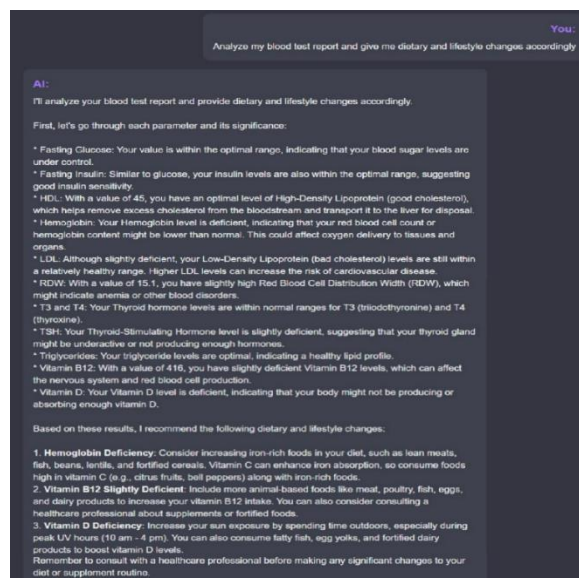 You:
Analyze my blood test report and give me dietary and lifestyle changes accordingly
AI:
I'll analyze your blood test report and provide dietary and lifestyle changes accordingly.
First, let's go through each parameter and its significance:
* Fasting Glucose: Your value is within the optimal range, indicating that your blood sugar levels are
under control.
* Fasting Insulin: Similar to glucose, your insulin levels are also within the optimal range, suggesting
good insulin sensitivity.
* HDL: With a value of 45, you have an optimal level of High-Density Lipoprotein (good cholesterol),
which helps remove excess cholesterol from the bloodstream and transport it to the liver for disposal.
* Hemoglobin: Your Hemoglobin level is deficient, indicating that your red blood cell count or
hemoglobin content might be lower than normal. This could affect oxygen delivery to tissues and
organs.
* LDL: Although slightly deficient, your Low-Density Lipoprotein (bad cholesterol) levels are still within
a relatively healthy range. Higher LDL levels can increase the risk of cardiovascular disease.
* RDW: With a value of 15.1, you have slightly high Red Blood Cell Distribution Width (RDW), which
might indicate anemia or other blood disorders.
* T3 and T4: Your Thyroid hormone levels are within normal ranges for T3 (triiodothyronine) and T4
(thyroxine).
* TSH: Your Thyroid-Stimulating Hormone level is slightly deficient, suggesting that your thyroid gland
might be underactive or not producing enough hormones.
* Triglycerides: Your triglyceride levels are optimal, indicating a healthy lipid profile.
* Vitamin B12: With a value of 416, you have slightly deficient Vitamin B12 levels, which can affect
the nervous system and red blood cell production.
* Vitamin D: Your Vitamin D level is deficient, indicating that your body might not be producing or
absorbing enough vitamin D.
Based on these results, I recommend the following dietary and lifestyle changes:
1. Hemoglobin Deficiency: Consider increasing iron-rich foods in your diet, such as lean meats,
fish, beans, lentils, and fortified cereals. Vitamin C can enhance iron absorption, so consume foods
high in vitamin C (e.g., citrus fruits, bell peppers) along with iron-rich foods.
2. Vitamin B12 Slightly Deficient: Include more animal-based foods like meat, poultry, fish, eggs,
and dairy products to increase your vitamin B12 intake. You can also consider consulting a
healthcare professional about supplements or fortified foods.
3. Vitamin D Deficiency: Increase your sun exposure by spending time outdoors, especially during
peak UV hours (10 am - 4 pm). You can also consume fatty fish, egg yolks, and fortified dairy
products to boost vitamin D levels.
Remember to consult with a healthcare professional before making any significant changes to your
diet or supplement routine.